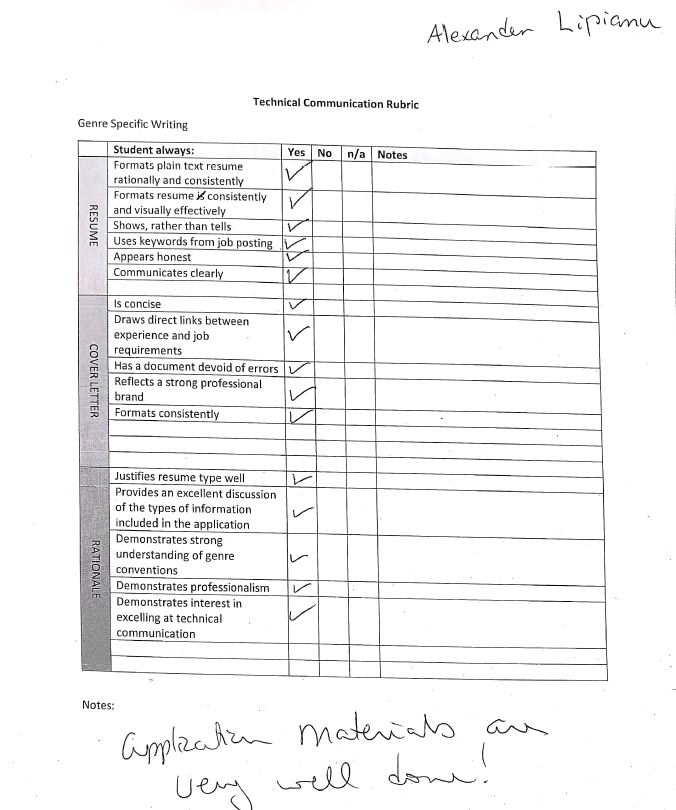 Alexander Lipianu
Technical Communication Rubric
Genre Specific Writing
Student always: Yes No n/a Notes
RESUME
Formats plain text resume
rationally and consistently
Formats resume is consistently
and visually effectively
Shows, rather than tells
Uses keywords from job posting
Appears honest
Communicates clearly
COVER LETTER
Is concise
Draws direct links between
experience and job
requirements
Has a document devoid of errors
Reflects a strong professional
brand
Formats consistently
RATIONALE
Justifies resume type well
Provides an excellent discussion
of the types of information
included in the application
Demonstrates strong
understanding of genre
conventions
Demonstrates professionalism
Demonstrates interest in
excelling at technical
communication
Notes:
Application materials are
very well done!